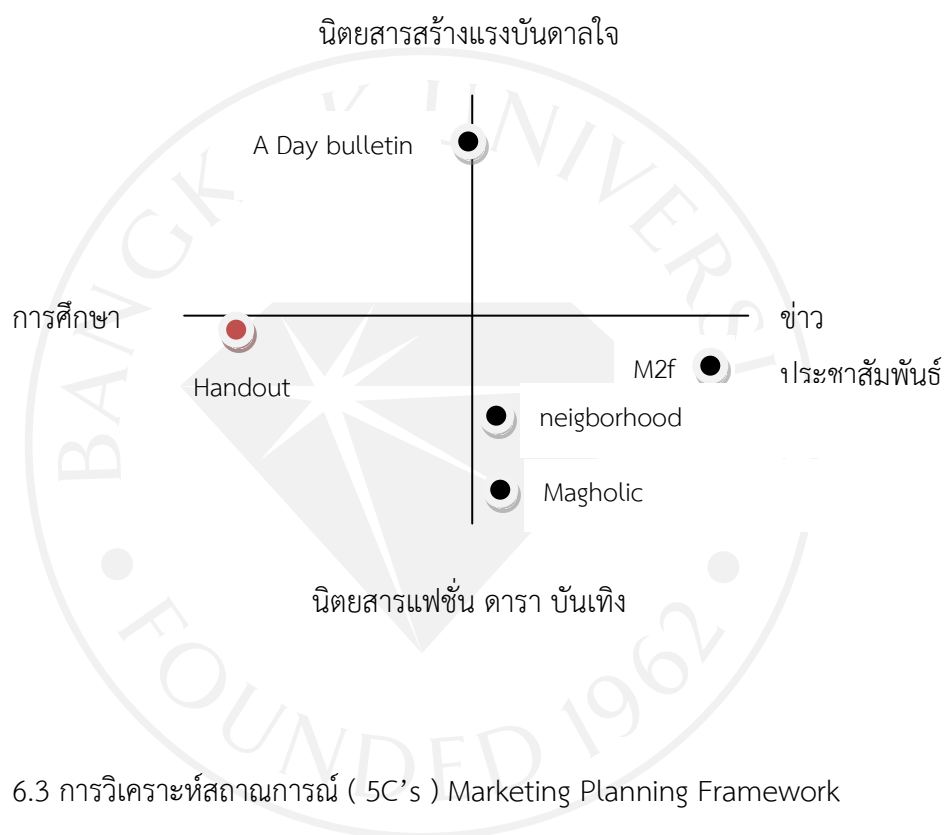 นิตยสารสร้างแรงบันดาลใจ
A Day bulletin
การศึกษา
ข่าว
ประชาสัมพันธ์
M2f
Handout
neigborhood
Magholic
นิตยสารแฟชั่น ดารา บันเทิง
6.3 การวิเคราะห์สถาณการณ์ ( 5C’s ) Marketing Planning Framework
BANGKOK UNIVERSITY
FOUNDED 1962